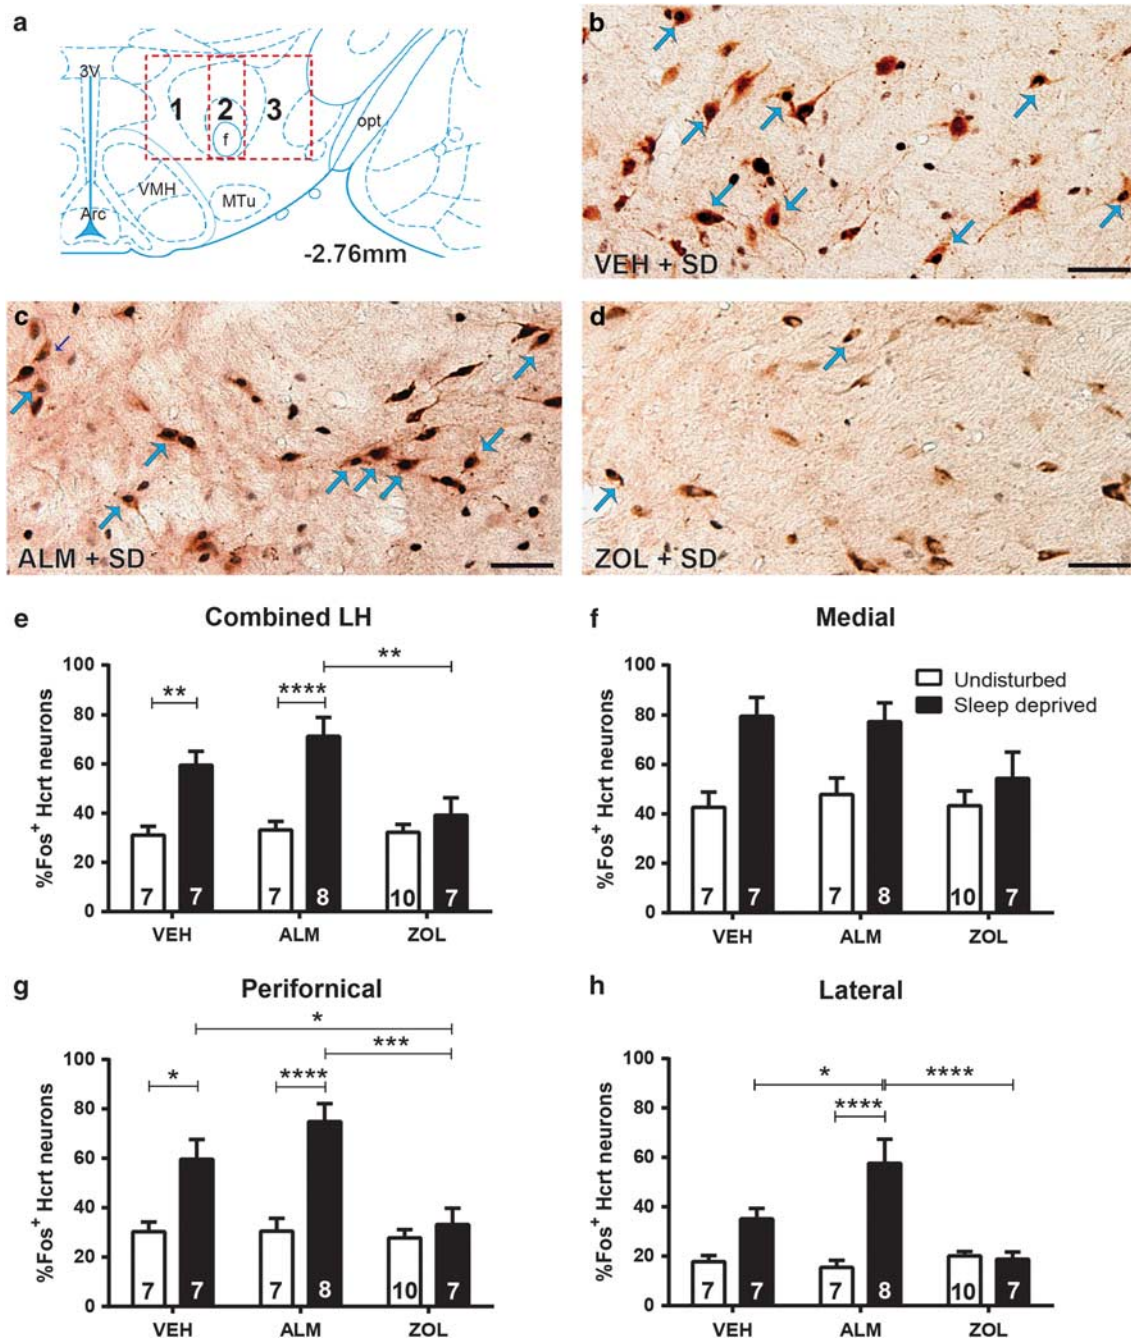 a
3V
1 2 3
f
opt
VMH
MTu
Arc
-2.76mm
b
VEH + SD
c
ALM + SD
d
ZOL + SD
e
Combined LH
%Fos+ Hcrt neurons
100
80
60
40
20
0
** **** **
7 7 7 8 10 7
VEH ALM ZOL
f
Medial
Undisturbed
Sleep deprived
%Fos+ Hcrt neurons
100
80
60
40
20
0
7 7 7 8 10 7
VEH ALM ZOL
g
Perifornical
%Fos+ Hcrt neurons
100
80
60
40
20
0
*
***
* ****
7 7 7 8 10 7
VEH ALM ZOL
h
Lateral
%Fos+ Hcrt neurons
100
80
60
40
20
0
* ****
****
7 7 7 8 10 7
VEH ALM ZOL